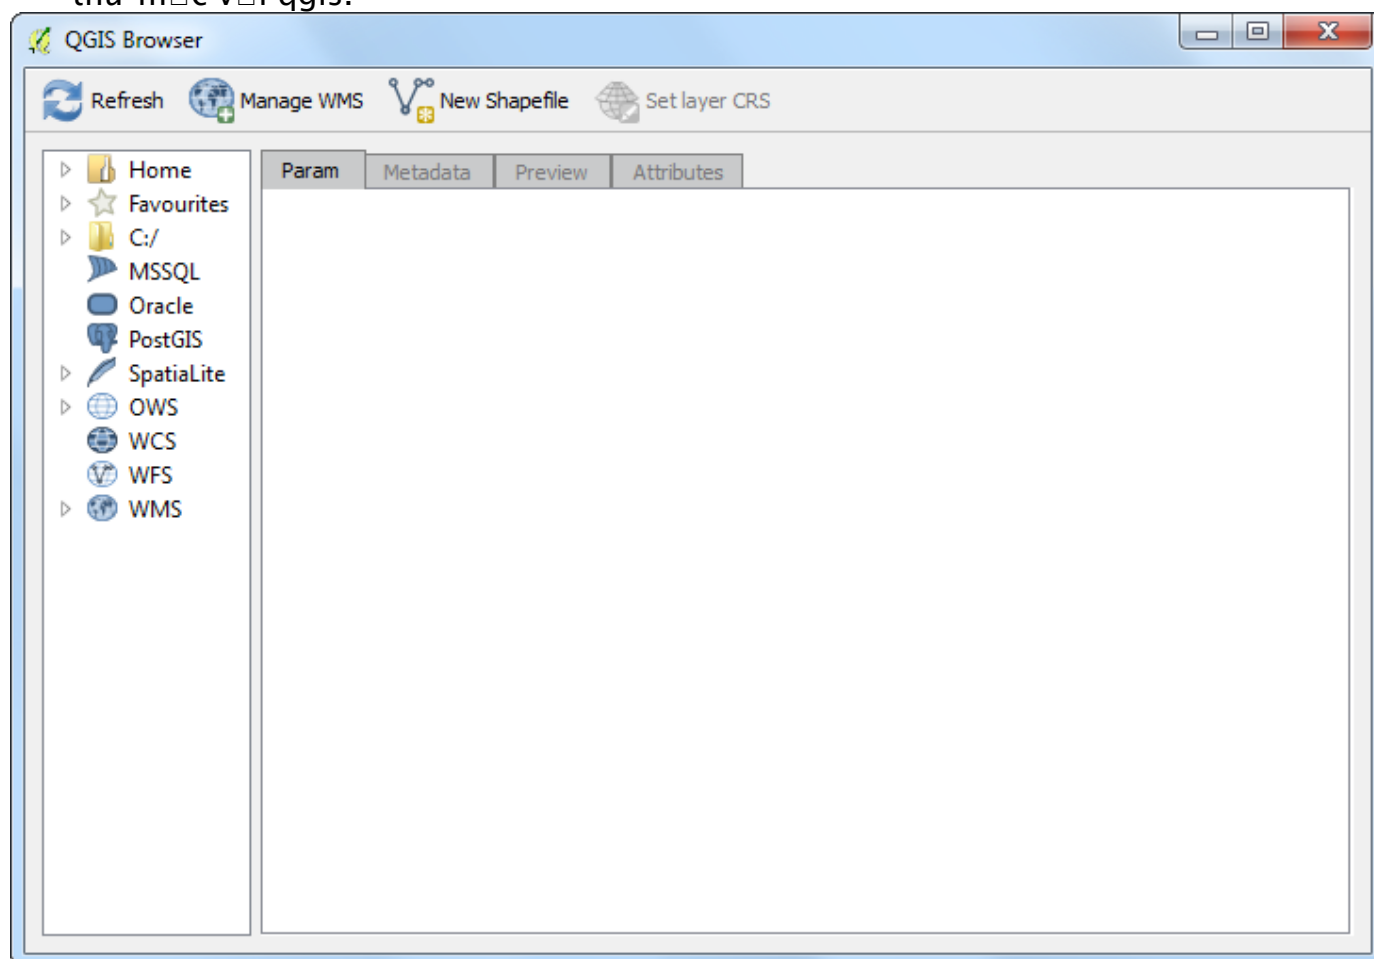 qgis.
QGIS Browser
Refresh Manage WMS New Shapefile Set layer CRS
Param Metadata Preview Attributes
Home
Favourites
C:/
MSSQL
Oracle
PostGIS
SpatiaLite
OWS
WCS
WFS
WMS